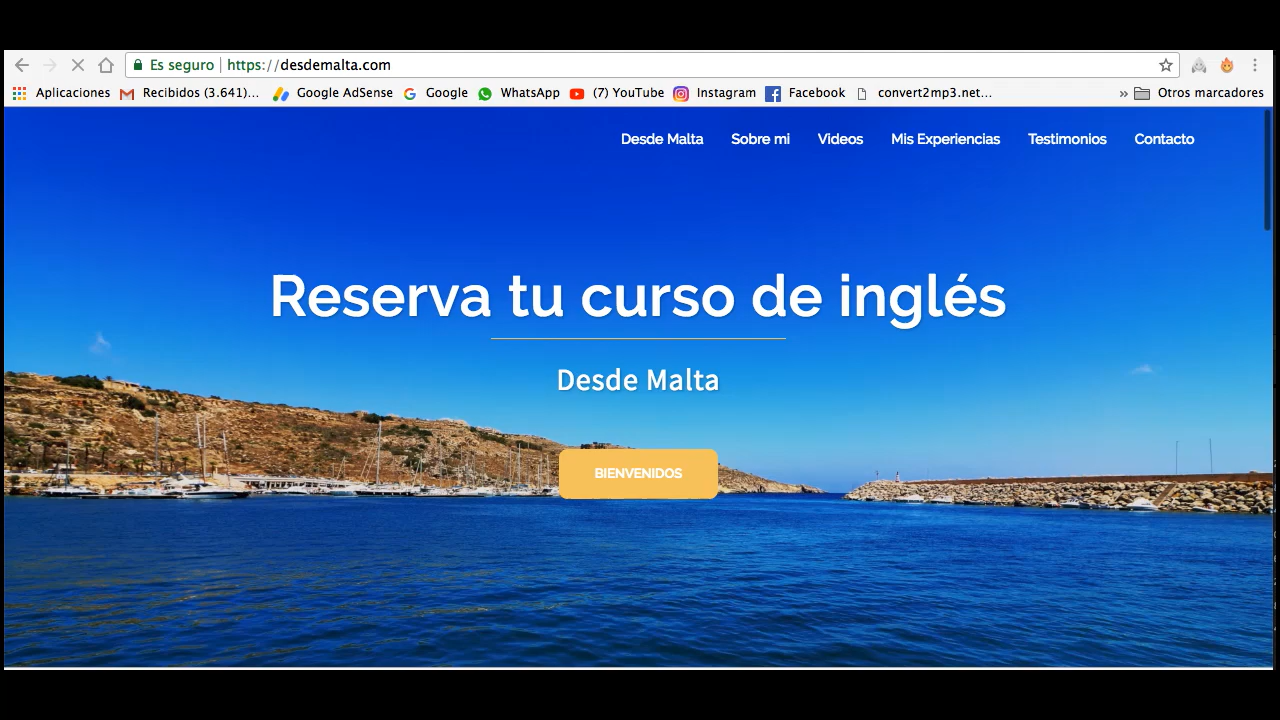 Es seguro | https://desdemalta.com
Aplicaciones Recibidos (3.641)... Google AdSense Google WhatsApp (7) YouTube Instagram Facebook convert2mp3.net... » Otros marcadores
Desde Malta Sobre mi Videos Mis Experiencias Testimonios Contacto
Reserva tu curso de inglés
Desde Malta
BIENVENIDOS